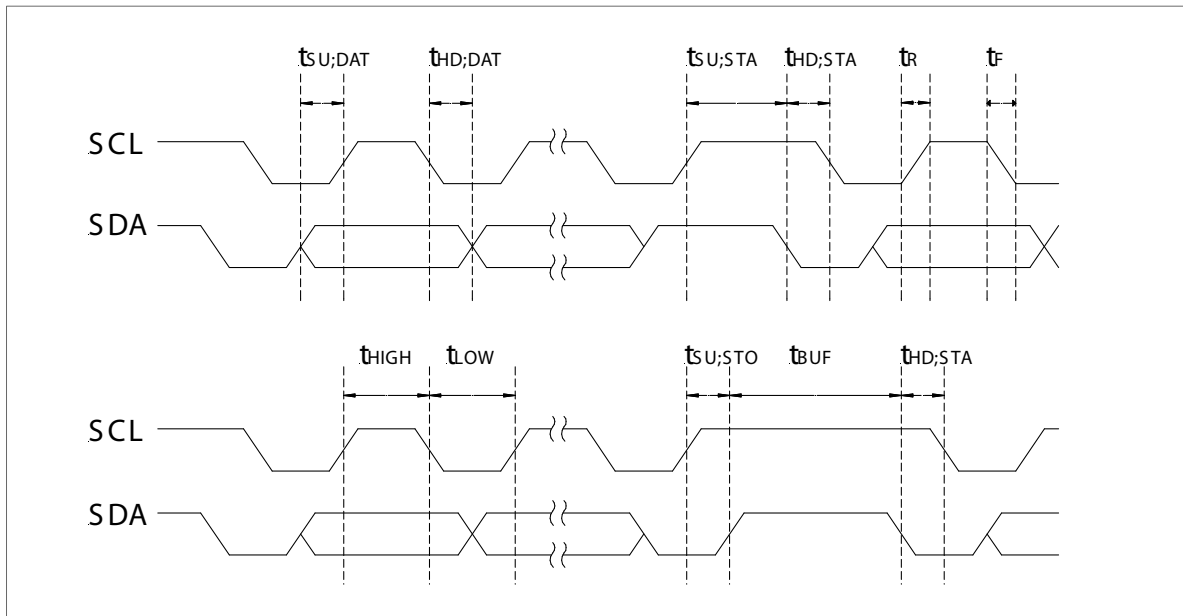 tSU;DAT tHD;DAT tSU;STA tHD;STA tR tF
SCL
SDA
tHIGH tLOW tSU;STO tBUF tHD;STA
SCL
SDA